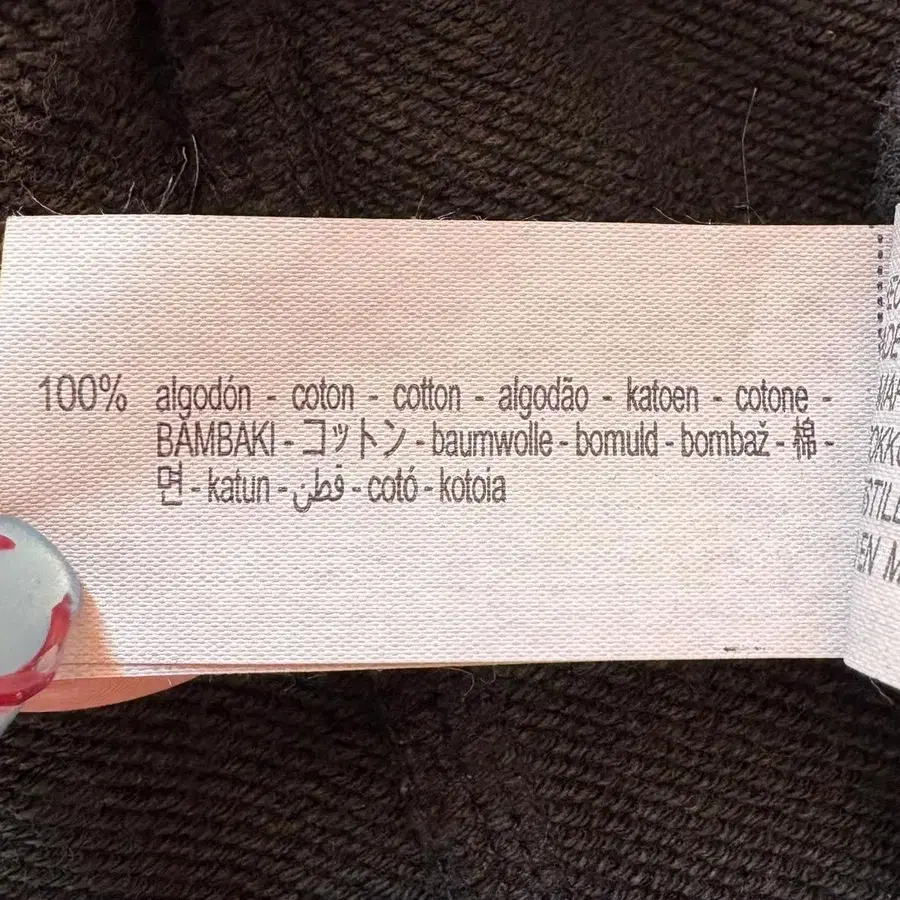 100% algodón - coton - cotton - algodão - katoen - cotone -
BAMBAKI - コットン - baumwolle - bomuld - bombaž - 棉 -
면 - katun - قطن - cotó - kotoia